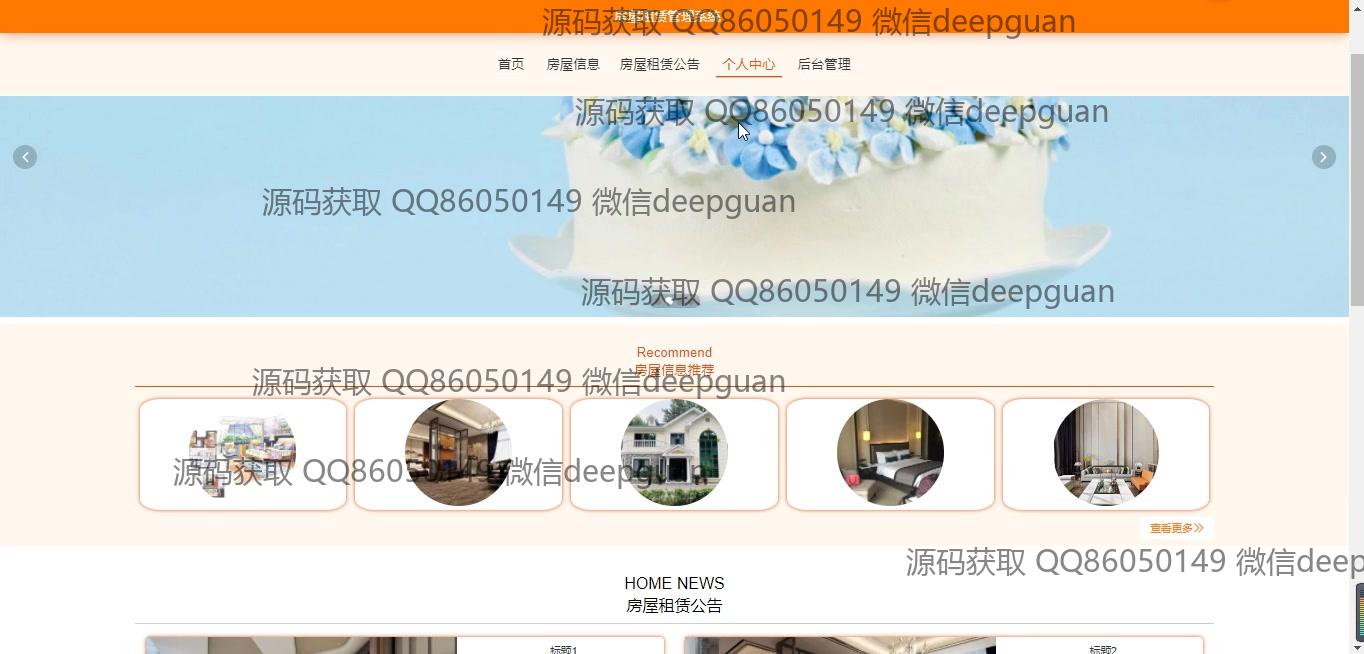 房屋租赁管理系统
源码获取 QQ86050149 微信deepguan
首页 房屋信息 房屋租赁公告 个人中心 后台管理
源码获取 QQ86050149 微信deepguan
源码获取 QQ86050149 微信deepguan
源码获取 QQ86050149 微信deepguan
Recommend
房屋信息推荐
源码获取 QQ86050149 微信deepguan
源码获取 QQ86050149 微信deepguan
查看更多
源码获取 QQ86050149 微信deep
HOME NEWS
房屋租赁公告
标题1 标题2